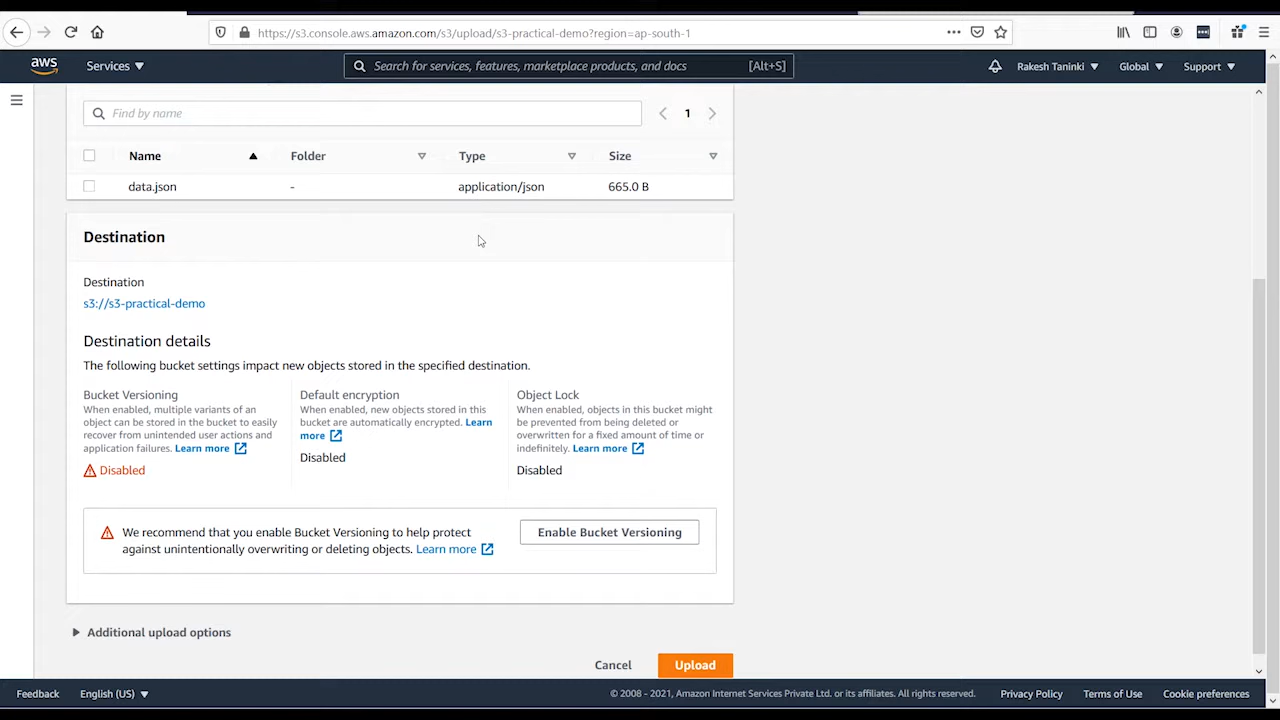 https://s3.console.aws.amazon.com/s3/upload/s3-practical-demo?region=ap-south-1
aws
Services
Search for services, features, marketplace products, and docs
[Alt+S]
Rakesh Taninki
Global
Support
Find by name
1
Name
Folder
Type
Size
data.json
-
application/json
665.0 B
Destination
Destination
s3://s3-practical-demo
Destination details
The following bucket settings impact new objects stored in the specified destination.
Bucket Versioning
When enabled, multiple variants of an
object can be stored in the bucket to easily
recover from unintended user actions and
application failures. Learn more
Disabled
Default encryption
When enabled, new objects stored in this
bucket are automatically encrypted. Learn
more
Disabled
Object Lock
When enabled, objects in this bucket might
be prevented from being deleted or
overwritten for a fixed amount of time or
indefinitely. Learn more
Disabled
We recommend that you enable Bucket Versioning to help protect
against unintentionally overwriting or deleting objects. Learn more
Enable Bucket Versioning
Additional upload options
Cancel
Upload
Feedback
English (US)
© 2008 - 2021, Amazon Internet Services Private Ltd. or its affiliates. All rights reserved.
Privacy Policy
Terms of Use
Cookie preferences